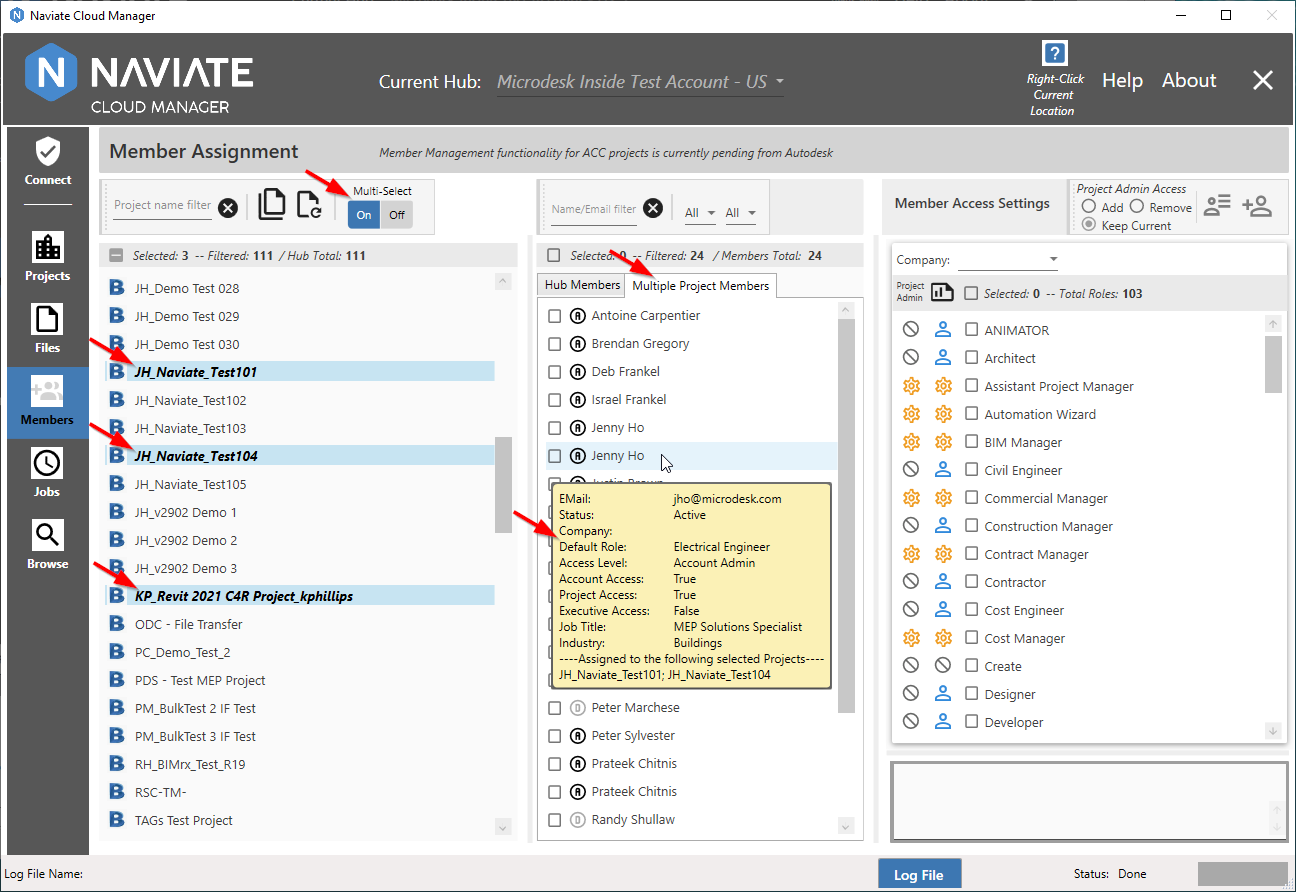 Naviate Cloud Manager
NAVIATE
CLOUD MANAGER
Current Hub: Microdesk Inside Test Account - US
?
Right-Click
Current
Location
Help
About
Connect
Projects
Files
Members
Jobs
Browse
Member Assignment
Member Management functionality for ACC projects is currently pending from Autodesk
Project name filter
Multi-Select
On Off
Selected: 3 -- Filtered: 111 / Hub Total: 111
B JH_Demo Test 028
B JH_Demo Test 029
B JH_Demo Test 030
B JH_Naviate_Test101
B JH_Naviate_Test102
B JH_Naviate_Test103
B JH_Naviate_Test104
B JH_Naviate_Test105
B JH_v2902 Demo 1
B JH_v2902 Demo 2
B JH_v2902 Demo 3
B KP_Revit 2021 C4R Project_kphillips
B ODC - File Transfer
B PC_Demo_Test_2
B PDS - Test MEP Project
B PM_BulkTest 2 IF Test
B PM_BulkTest 3 IF Test
B RH_BIMrx_Test_R19
B RSC-TM-
B TAGs Test Project
Name/Email filter
All All
Selected: 0 -- Filtered: 24 / Members Total: 24
Hub Members
Multiple Project Members
A Antoine Carpentier
A Brendan Gregory
A Deb Frankel
A Israel Frankel
A Jenny Ho
A Jenny Ho
EMail: jho@microdesk.com
Status: Active
Company:
Default Role: Electrical Engineer
Access Level: Account Admin
Account Access: True
Project Access: True
Executive Access: False
Job Title: MEP Solutions Specialist
Industry: Buildings
----Assigned to the following selected Projects----
JH_Naviate_Test101; JH_Naviate_Test104
D Peter Marchese
A Peter Sylvester
A Prateek Chitnis
A Prateek Chitnis
D Randy Shullaw
Member Access Settings
Project Admin Access
Add Remove
Keep Current
Company:
Project
Admin
Selected: 0 -- Total Roles: 103
ANIMATOR
Architect
Assistant Project Manager
Automation Wizard
BIM Manager
Civil Engineer
Commercial Manager
Construction Manager
Contract Manager
Contractor
Cost Engineer
Cost Manager
Create
Designer
Developer
Log File Name:
Log File
Status: Done